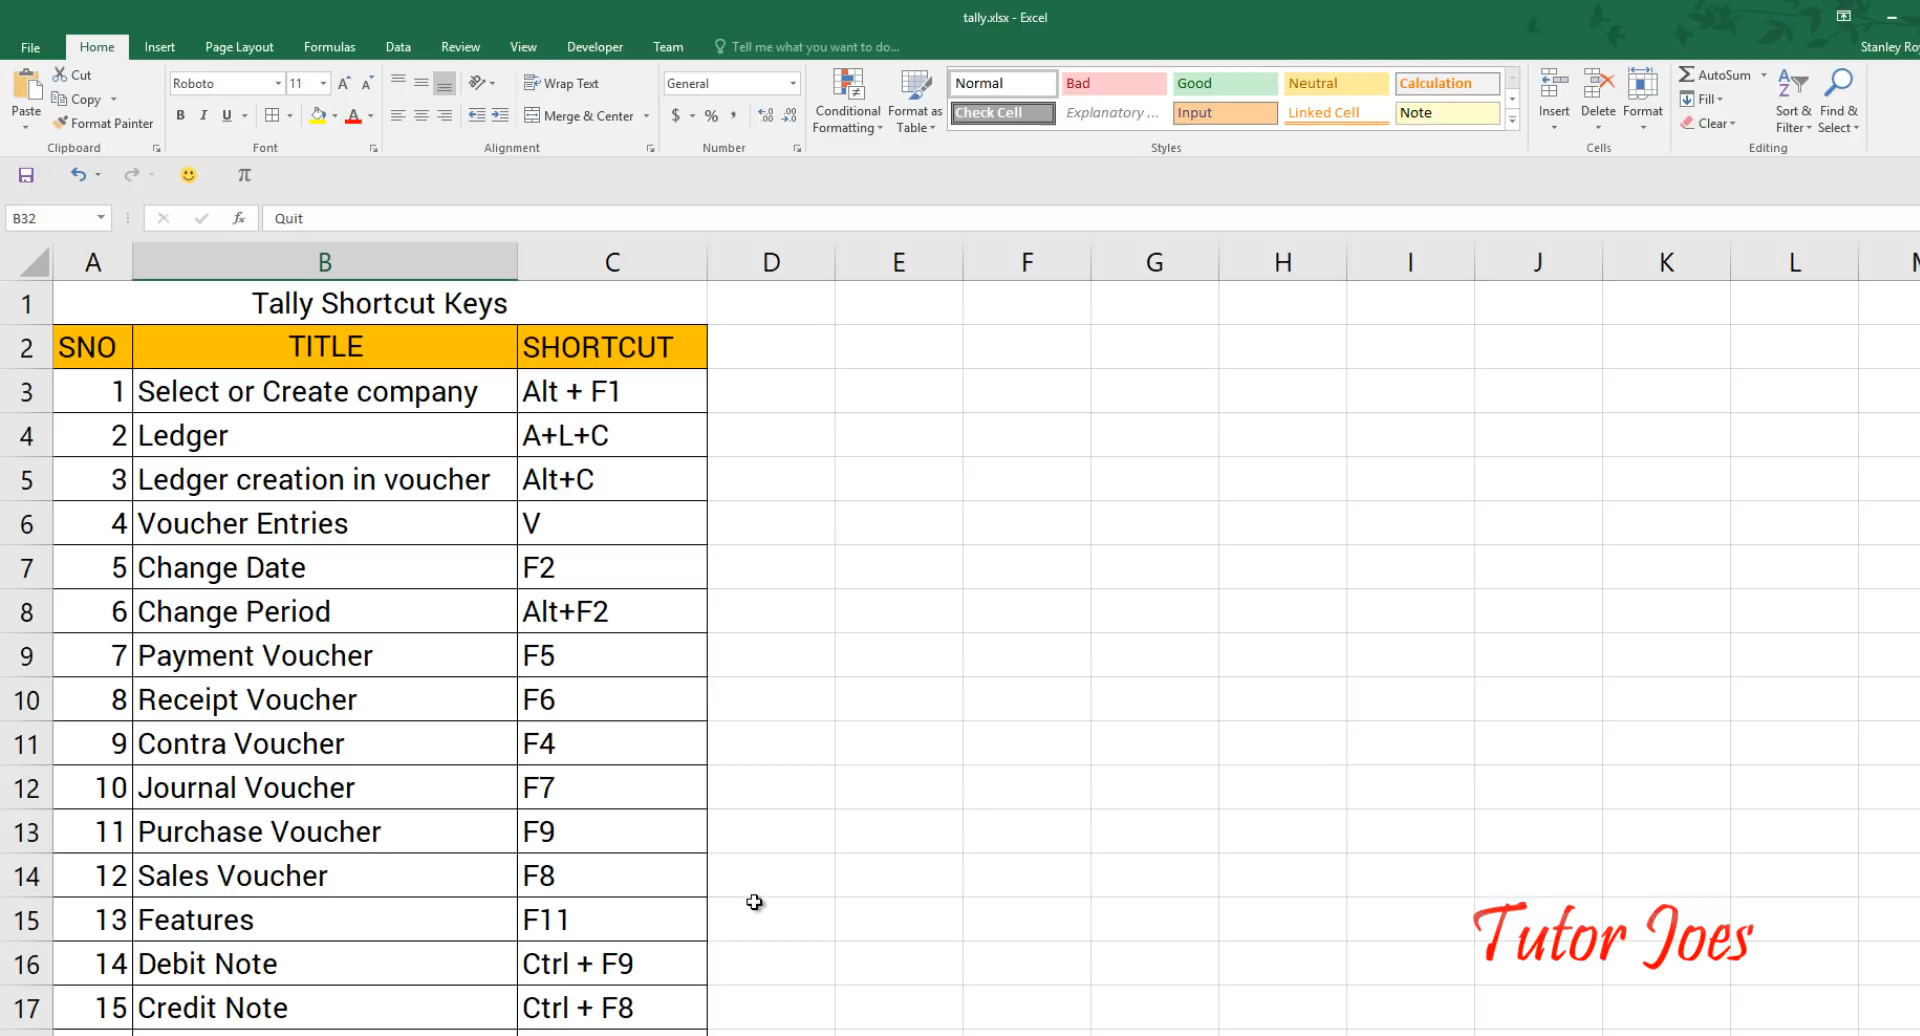 tally.xlsx - Excel
File Home Insert Page Layout Formulas Data Review View Developer Team Tell me what you want to do...
Paste
Cut
Copy
Format Painter
Clipboard
Roboto 11
B I U
Font
Wrap Text
Merge & Center
Alignment
General
$ % ,
Number
Conditional Formatting
Format as Table
Normal Bad Good Neutral Calculation
Check Cell Explanatory ... Input Linked Cell Note
Styles
Insert Delete Format
Cells
AutoSum
Fill
Clear
Sort & Filter
Find & Select
Editing
π
B32 fx Quit
A B C D E F G H I J K L
1 Tally Shortcut Keys
2 SNO TITLE SHORTCUT
3 1 Select or Create company Alt + F1
4 2 Ledger A+L+C
5 3 Ledger creation in voucher Alt+C
6 4 Voucher Entries V
7 5 Change Date F2
8 6 Change Period Alt+F2
9 7 Payment Voucher F5
10 8 Receipt Voucher F6
11 9 Contra Voucher F4
12 10 Journal Voucher F7
13 11 Purchase Voucher F9
14 12 Sales Voucher F8
15 13 Features F11
16 14 Debit Note Ctrl + F9
17 15 Credit Note Ctrl + F8
Tutor Joes